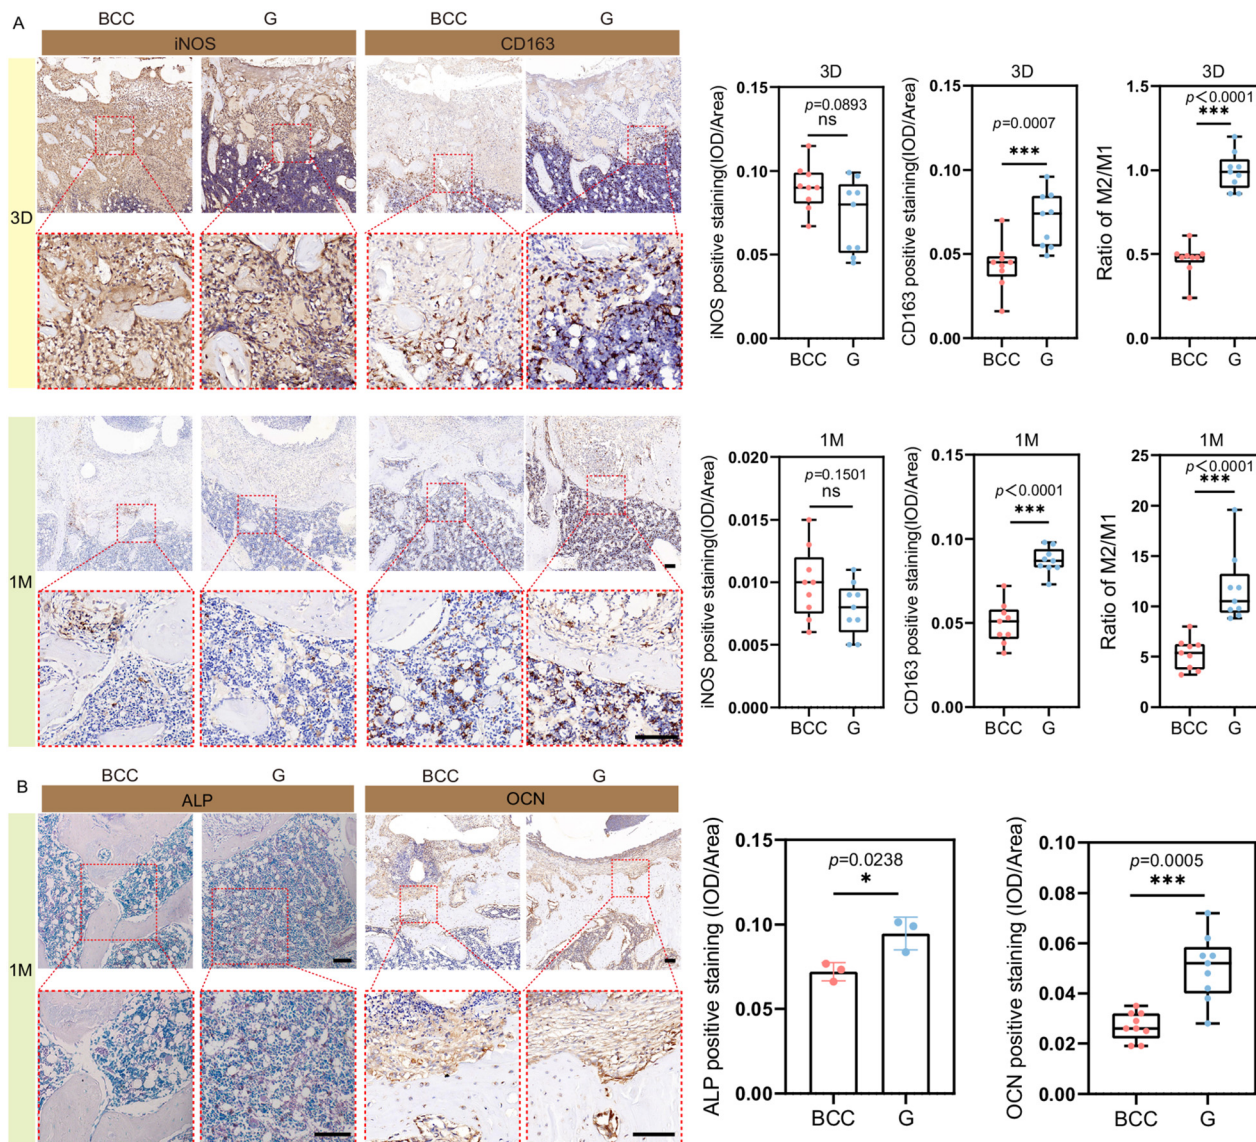 A
BCC G BCC G
iNOS CD163
3D
1M
3D
p=0.0893
ns
iNOS positive staining(IOD/Area)
0.15
0.10
0.05
0.00
BCC G
3D
p=0.0007
***
CD163 positive staining(IOD/Area)
0.15
0.10
0.05
0.00
BCC G
3D
p<0.0001
***
Ratio of M2/M1
1.5
1.0
0.5
0.0
BCC G
1M
p=0.1501
ns
iNOS positive staining(IOD/Area)
0.020
0.015
0.010
0.005
0.000
BCC G
1M
p<0.0001
***
CD163 positive staining(IOD/Area)
0.15
0.10
0.05
0.00
BCC G
1M
p<0.0001
***
Ratio of M2/M1
25
20
15
10
5
0
BCC G
B
BCC G BCC G
ALP OCN
1M
p=0.0238
*
ALP positive staining (IOD/Area)
0.15
0.10
0.05
0.00
BCC G
p=0.0005
***
OCN positive staining (IOD/Area)
0.10
0.08
0.06
0.04
0.02
0.00
BCC G